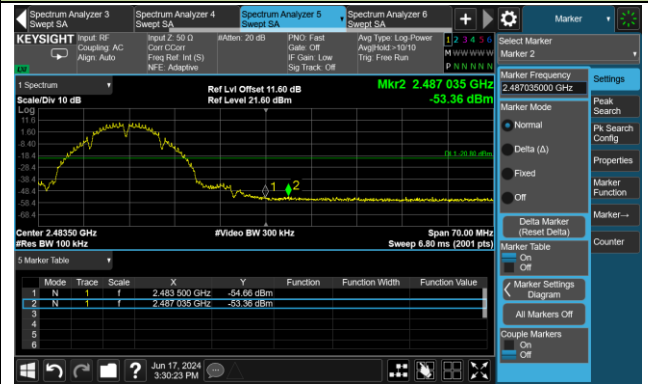 Spectrum Analyzer 3
Swept SA
Spectrum Analyzer 4
Swept SA
Spectrum Analyzer 5
Swept SA
Spectrum Analyzer 6
Swept SA
+
Marker
KEYSIGHT
Input: RF
Coupling: AC
Align: Auto
Input Z: 50 Ω
Corr CCorr
Freq Ref: Int (S)
NFE: Adaptive
#Atten: 20 dB
PNO: Fast
Gate: Off
IF Gain: Low
Sig Track: Off
Avg Type: Log-Power
Avg|Hold:>10/10
Trig: Free Run
1 2 3 4 5 6
M W W W W W
P N N N N N
LXI
Select Marker
Marker 2
1 Spectrum
Scale/Div 10 dB
Log
Ref Lvl Offset 11.60 dB
Ref Level 21.60 dBm
Mkr2 2.487 035 GHz
-53.36 dBm
11.6
1.60
-8.40
-18.4
-28.4
-38.4
-48.4
-58.4
-68.4
1
2
Center 2.48350 GHz
#Res BW 100 kHz
#Video BW 300 kHz
Span 70.00 MHz
Sweep 6.80 ms (2001 pts)
5 Marker Table
Mode Trace Scale X Y Function Function Width Function Value
1 N 1 f 2.483 500 GHz -54.66 dBm
2 N 1 f 2.487 035 GHz -53.36 dBm
3
4
5
6
Marker Frequency
2.487035000 GHz
Marker Mode
Normal
Delta (Δ)
Fixed
Off
Delta Marker
(Reset Delta)
Marker Table
On
Off
Marker Settings
Diagram
All Markers Off
Couple Markers
On
Off
Settings
Peak
Search
Pk Search
Config
Properties
Marker
Function
Marker→
Counter
?
Jun 17, 2024
3:30:23 PM